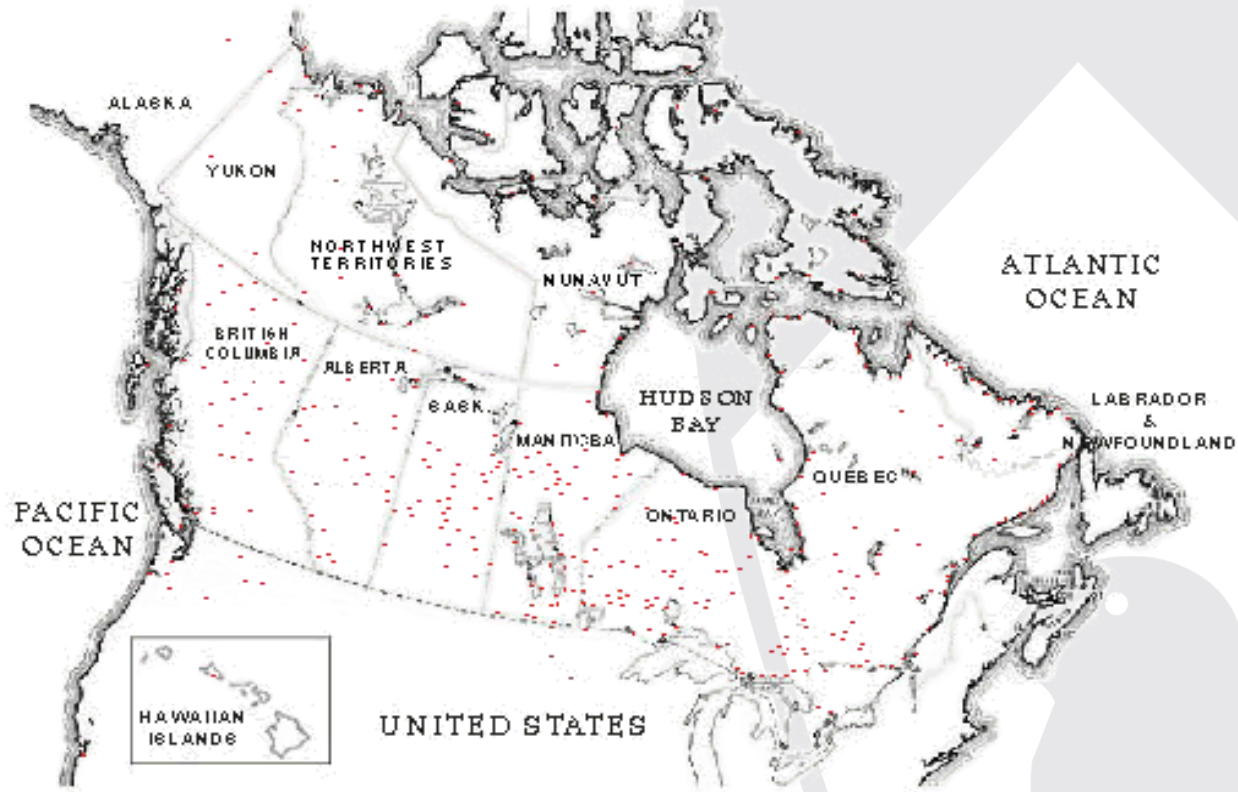 ALASKA
YUKON
NORTHWEST
TERRITORIES
NUNAVUT
ATLANTIC
OCEAN
BRITISH
COLUMBIA
ALBERTA
SASK.
MANITOBA
HUDSON
BAY
LABRADOR
&
NEWFOUNDLAND
QUEBEC
ONTARIO
PACIFIC
OCEAN
HAWAIIAN
ISLANDS
UNITED STATES